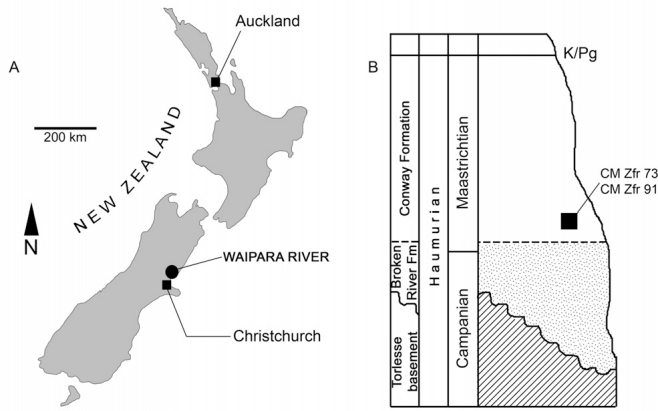 A
Auckland
200 km
NEW ZEALAND
N
WAIPARA RIVER
Christchurch
B
K/Pg
Conway Formation
Haumurian
Maastrichtian
CM Zfr 73
CM Zfr 91
Broken
River Fm
Campanian
Torlesse
basement